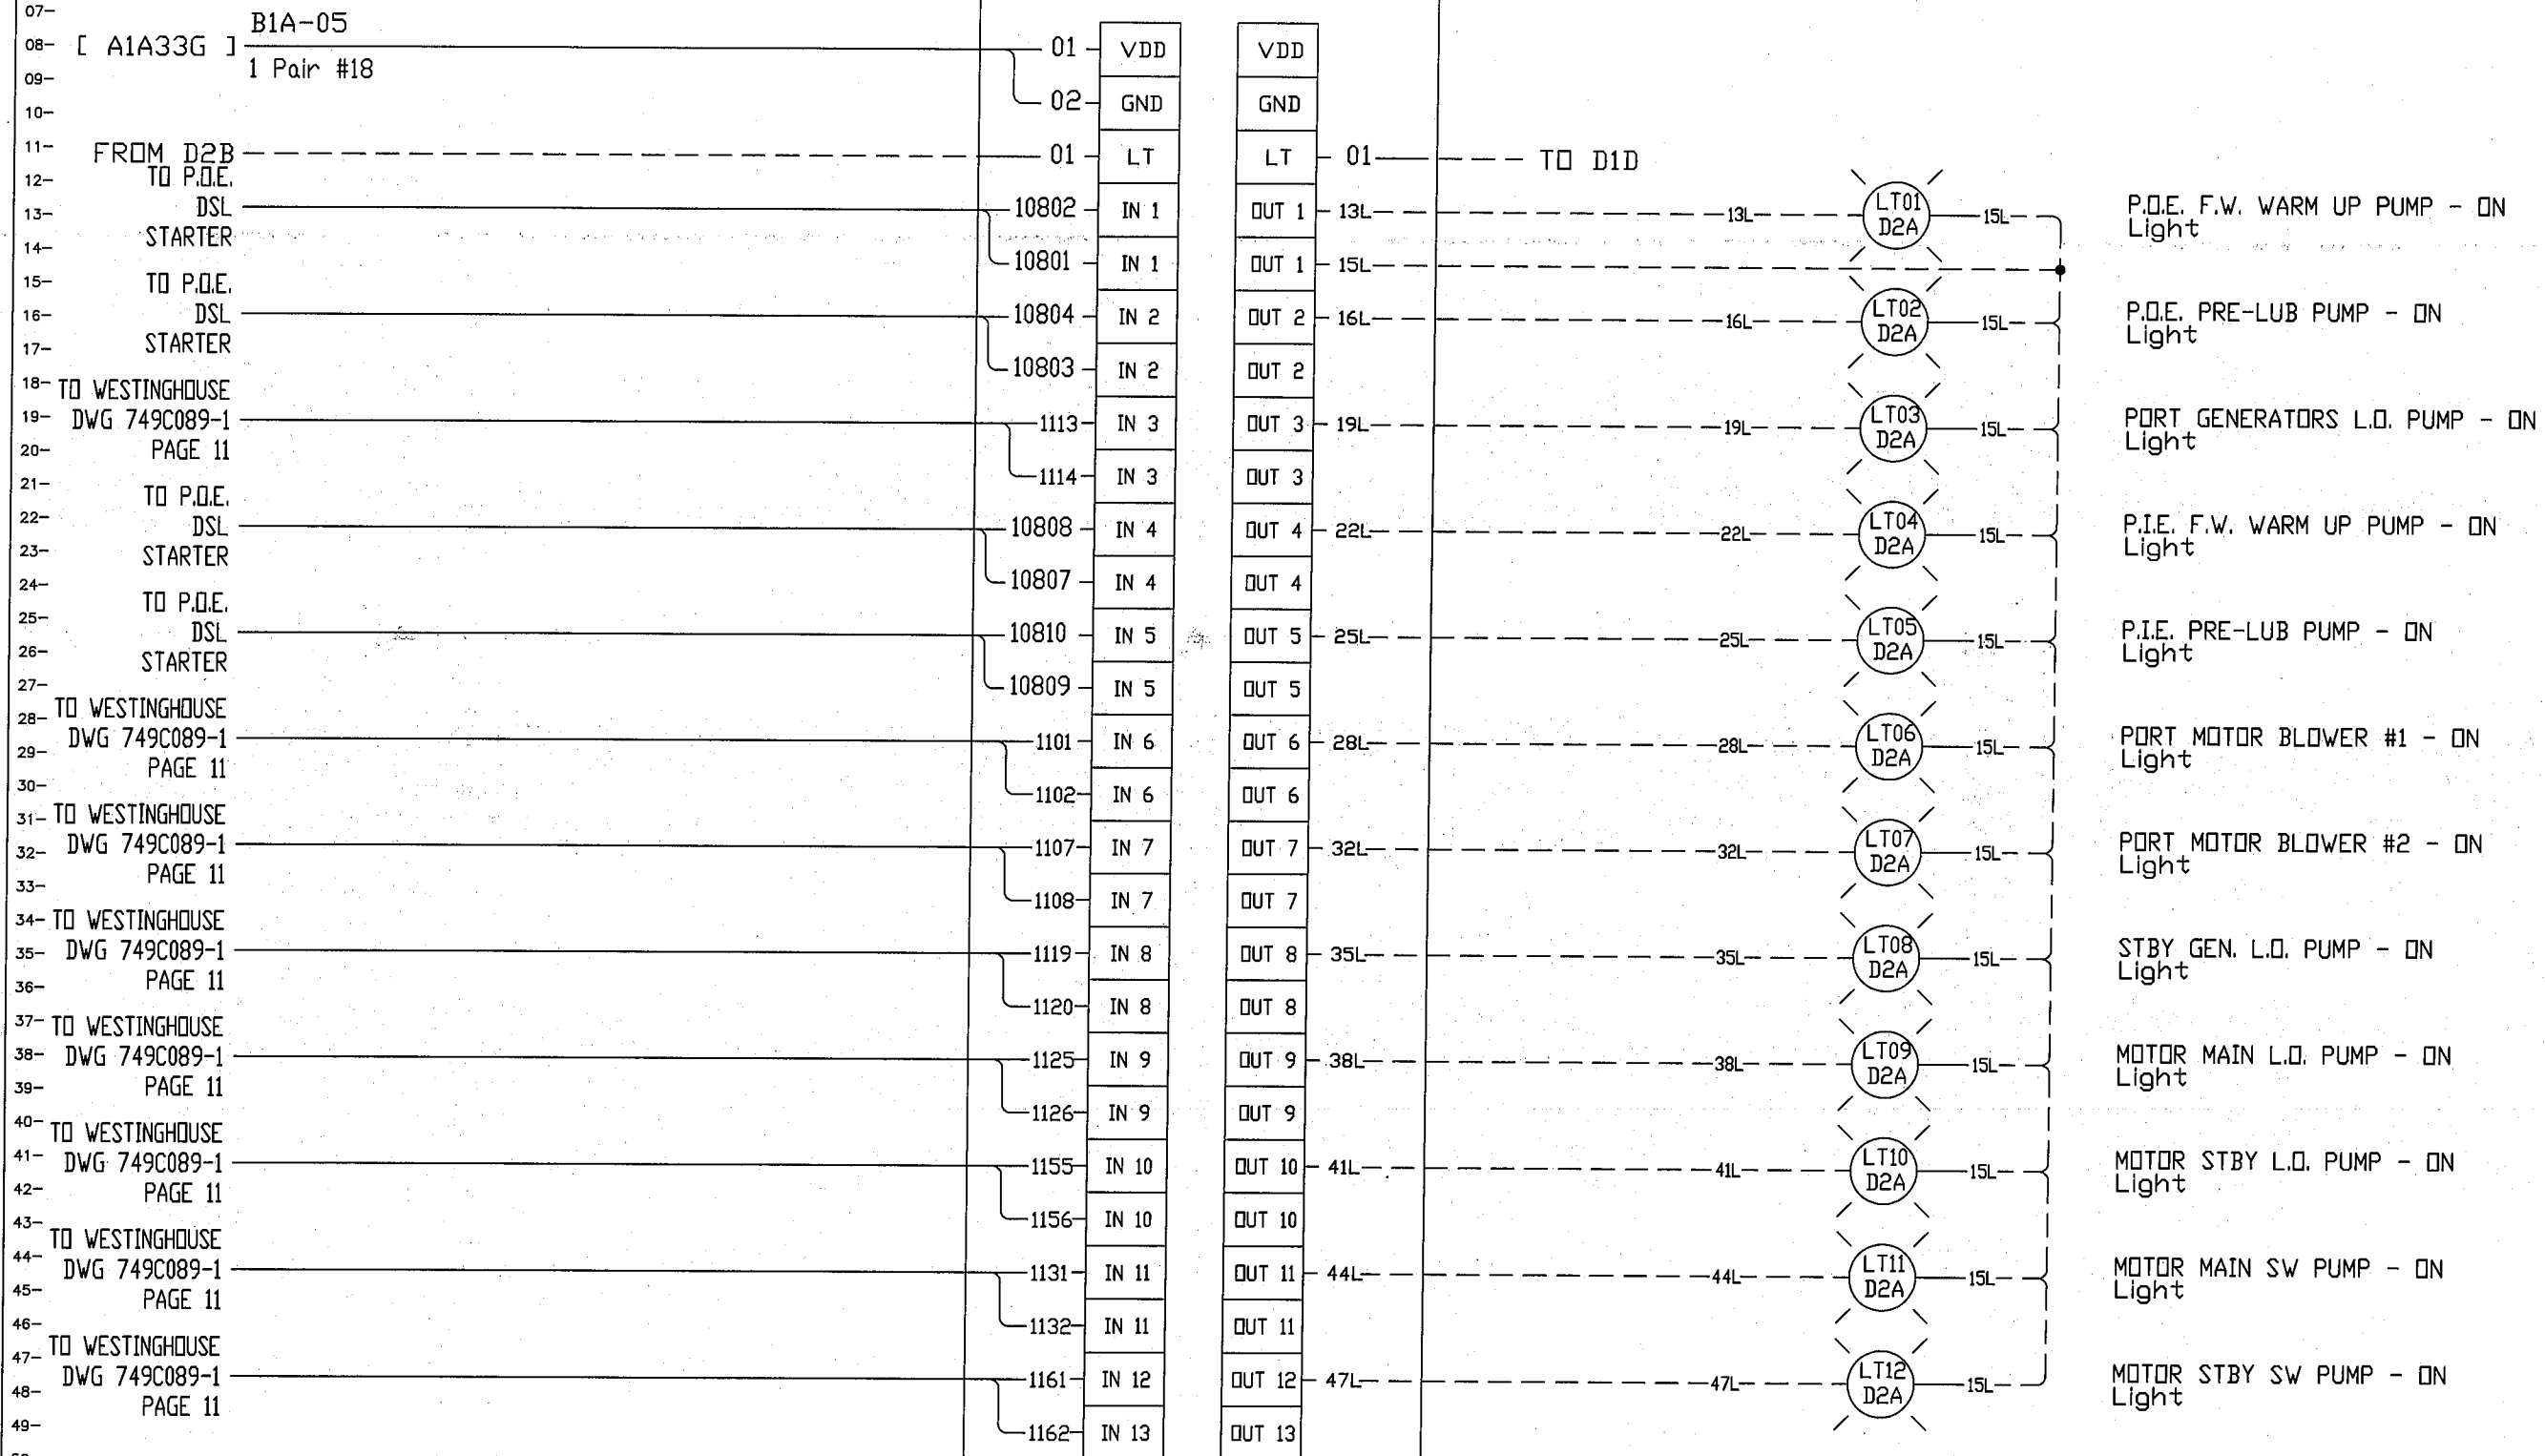 07-
B1A-05
08- [ A1A33G ] 01 VDD VDD
1 Pair #18
09-
02 GND GND
10-
11- FROM D2B 01 LT LT 01 TO D1D
12- TO P.O.E.
13- DSL 10802 IN 1 OUT 1 13L 13L LT01 D2A 15L P.O.E. F.W. WARM UP PUMP - ON
Light
STARTER
14- 10801 IN 1 OUT 1 15L
15- TO P.O.E.
16- DSL 10804 IN 2 OUT 2 16L 16L LT02 D2A 15L P.O.E. PRE-LUB PUMP - ON
Light
17- STARTER
10803 IN 2 OUT 2
18- TO WESTINGHOUSE
19- DWG 749C089-1 1113 IN 3 OUT 3 19L 19L LT03 D2A 15L PORT GENERATORS L.O. PUMP - ON
Light
20- PAGE 11
1114 IN 3 OUT 3
21- TO P.O.E.
22- DSL 10808 IN 4 OUT 4 22L 22L LT04 D2A 15L P.I.E. F.W. WARM UP PUMP - ON
Light
23- STARTER
24- 10807 IN 4 OUT 4
TO P.O.E.
25- DSL 10810 IN 5 OUT 5 25L 25L LT05 D2A 15L P.I.E. PRE-LUB PUMP - ON
Light
26- STARTER
27- 10809 IN 5 OUT 5
28- TO WESTINGHOUSE
29- DWG 749C089-1 1101 IN 6 OUT 6 28L 28L LT06 D2A 15L PORT MOTOR BLOWER #1 - ON
Light
PAGE 11
30- 1102 IN 6 OUT 6
31- TO WESTINGHOUSE
32- DWG 749C089-1 1107 IN 7 OUT 7 32L 32L LT07 D2A 15L PORT MOTOR BLOWER #2 - ON
Light
PAGE 11
33- 1108 IN 7 OUT 7
34- TO WESTINGHOUSE
35- DWG 749C089-1 1119 IN 8 OUT 8 35L 35L LT08 D2A 15L STBY GEN. L.O. PUMP - ON
Light
36- PAGE 11
1120 IN 8 OUT 8
37- TO WESTINGHOUSE
38- DWG 749C089-1 1125 IN 9 OUT 9 38L 38L LT09 D2A 15L MOTOR MAIN L.O. PUMP - ON
Light
39- PAGE 11
1126 IN 9 OUT 9
40- TO WESTINGHOUSE
41- DWG 749C089-1 1155 IN 10 OUT 10 41L 41L LT10 D2A 15L MOTOR STBY L.O. PUMP - ON
Light
42- PAGE 11
43- 1156 IN 10 OUT 10
TO WESTINGHOUSE
44- DWG 749C089-1 1131 IN 11 OUT 11 44L 44L LT11 D2A 15L MOTOR MAIN SW PUMP - ON
Light
45- PAGE 11
46- 1132 IN 11 OUT 11
47- TO WESTINGHOUSE
48- DWG 749C089-1 1161 IN 12 OUT 12 47L 47L LT12 D2A 15L MOTOR STBY SW PUMP - ON
Light
PAGE 11
49- 1162 IN 13 OUT 13